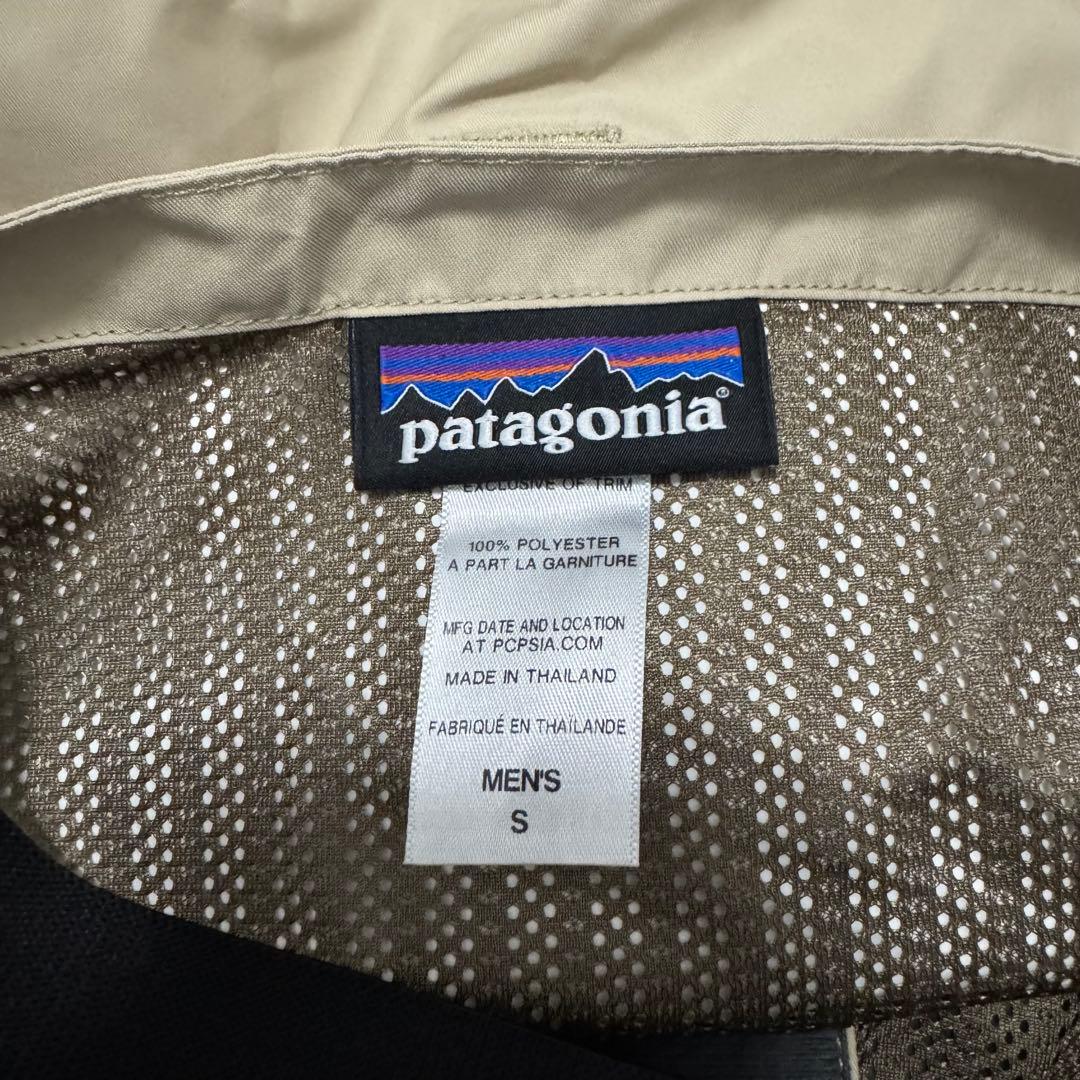 patagonia®
EXCLUSIVE OF TRIM
100% POLYESTER
A PART LA GARNITURE
MFG DATE AND LOCATION
AT PCPSIA.COM
MADE IN THAILAND
FABRIQUÉ EN THAÏLANDE
MEN'S
S